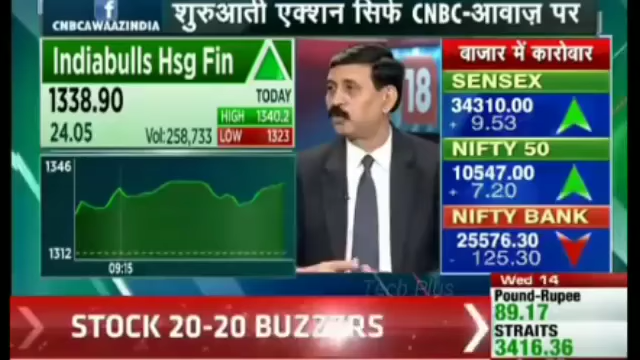 f
CNBCAWAAZINDIA
शुरुआती एक्शन सिर्फ CNBC-आवाज़ पर
Indiabulls Hsg Fin
1338.90
TODAY
HIGH 1340.2
24.05
Vol:258,733
LOW 1323
1346
1312
09:15
18
बाजार में कारोबार
SENSEX
34310.00
+ 9.53
NIFTY 50
10547.00
+ 7.20
NIFTY BANK
25576.30
- 125.30
Tech Plus
STOCK 20-20 BUZZERS
Wed 14
Pound-Rupee
89.17
STRAITS
3416.36